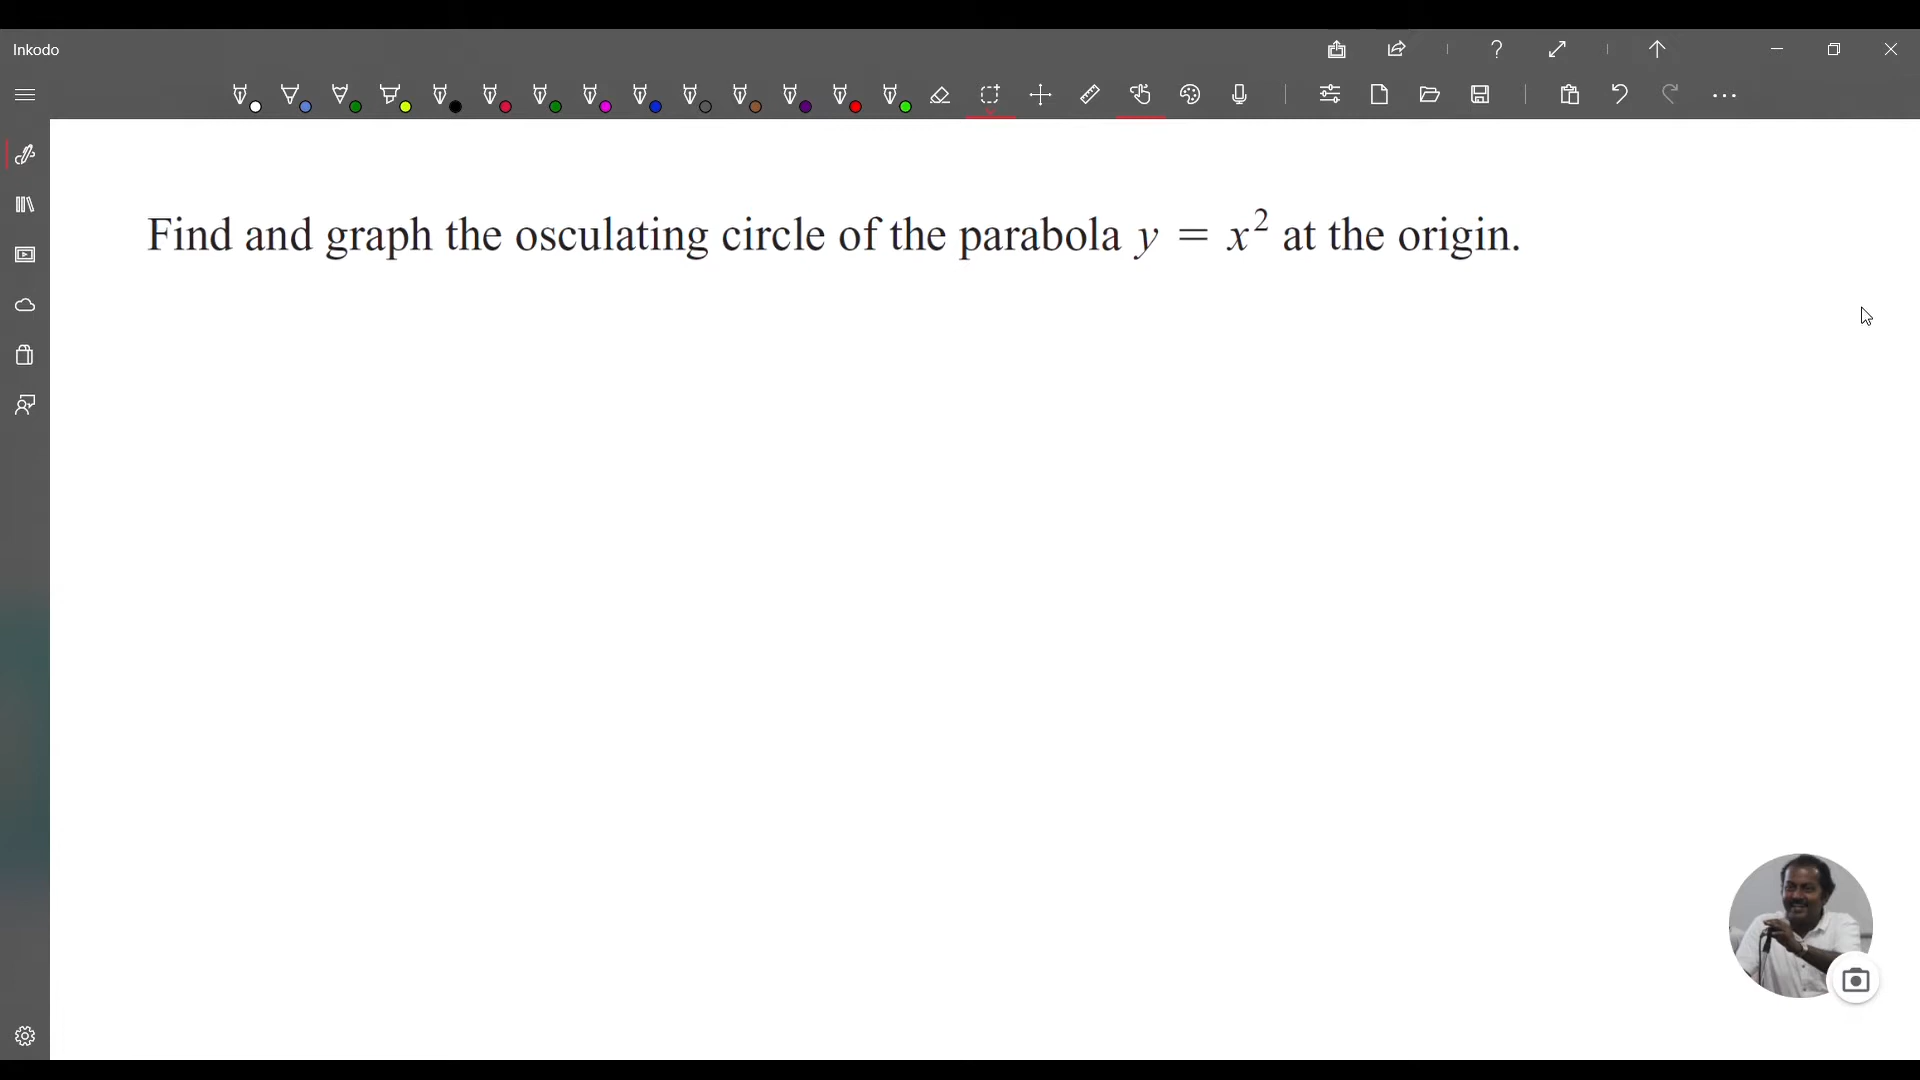 Inkodo
Find and graph the osculating circle of the parabola y = x² at the origin.